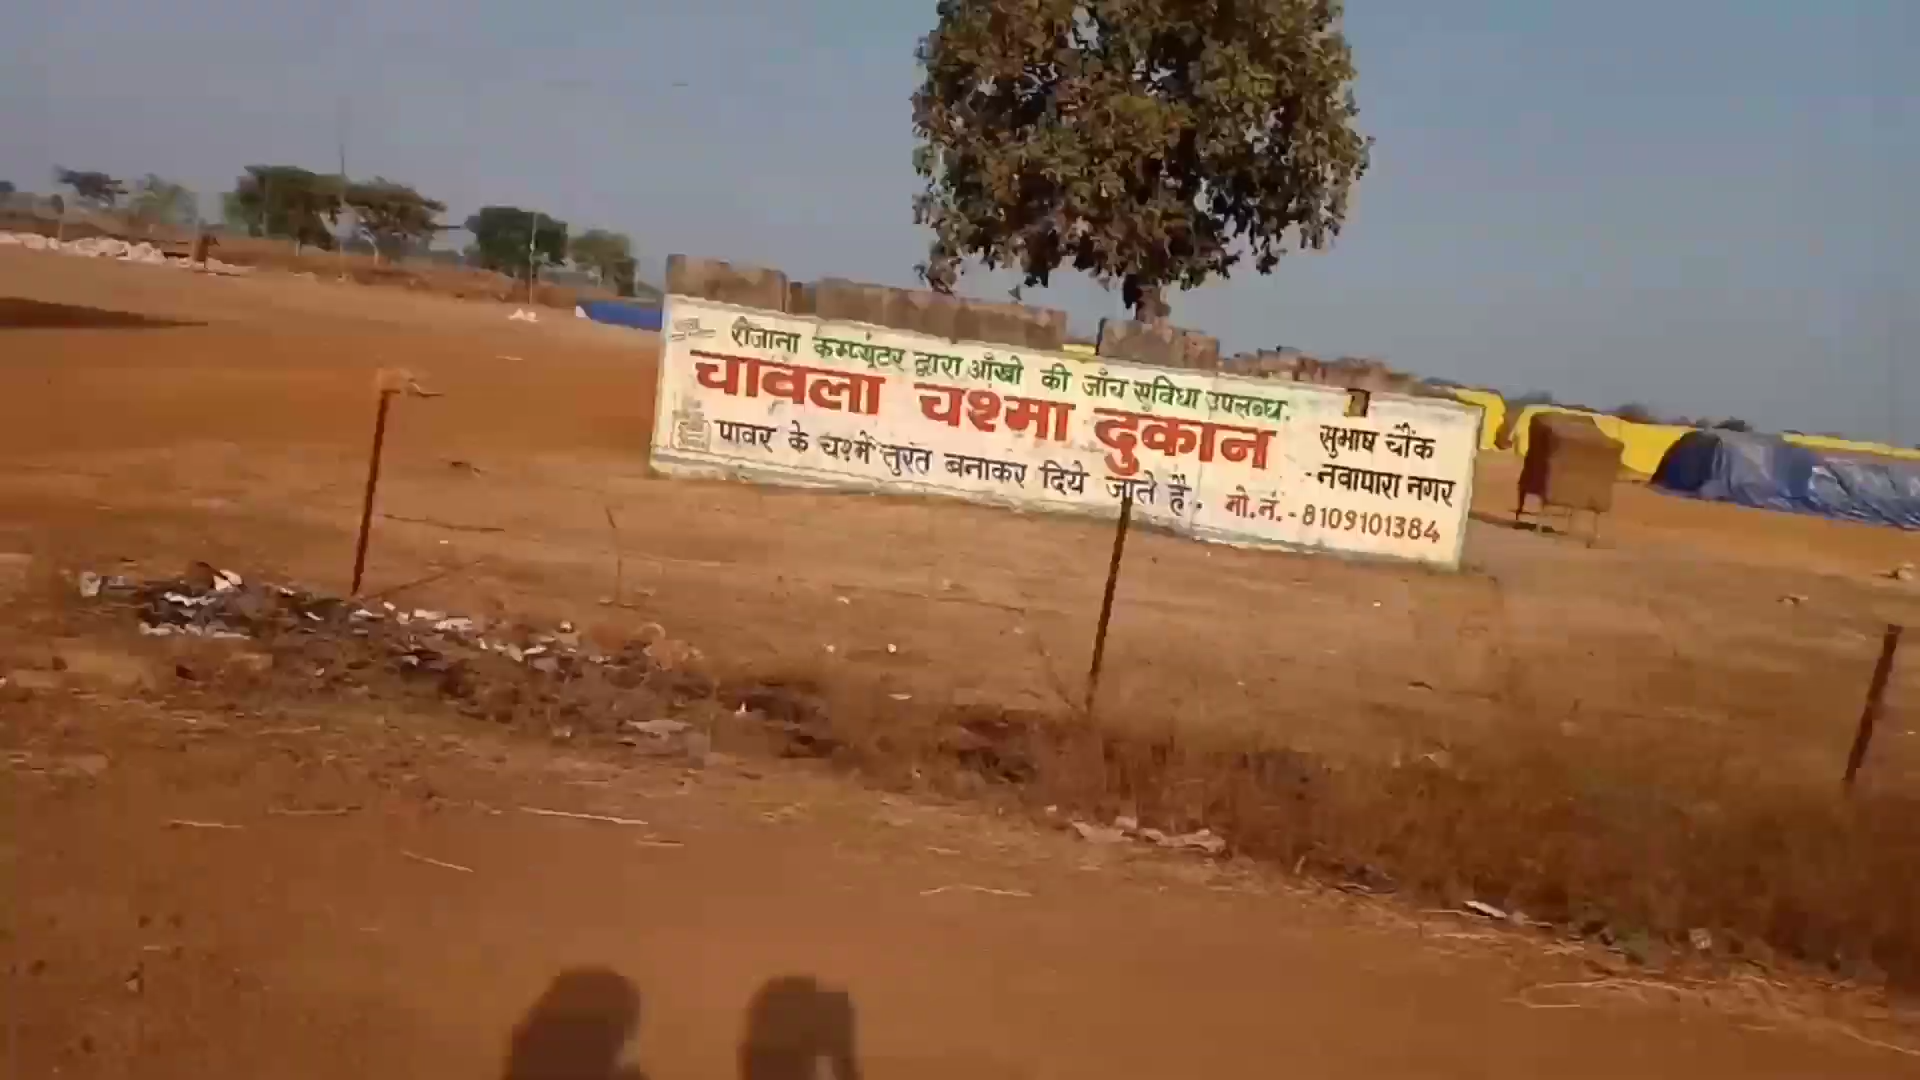 रोजाना कम्प्यूटर द्वारा आँखो की जाँच सुविधा उपलब्ध.
चावला चश्मा दुकान
पावर के चश्में तुरंत बनाकर दिये जाते है.
सुभाष चौंक
-नवापारा नगर
मो.नं.-8109101384